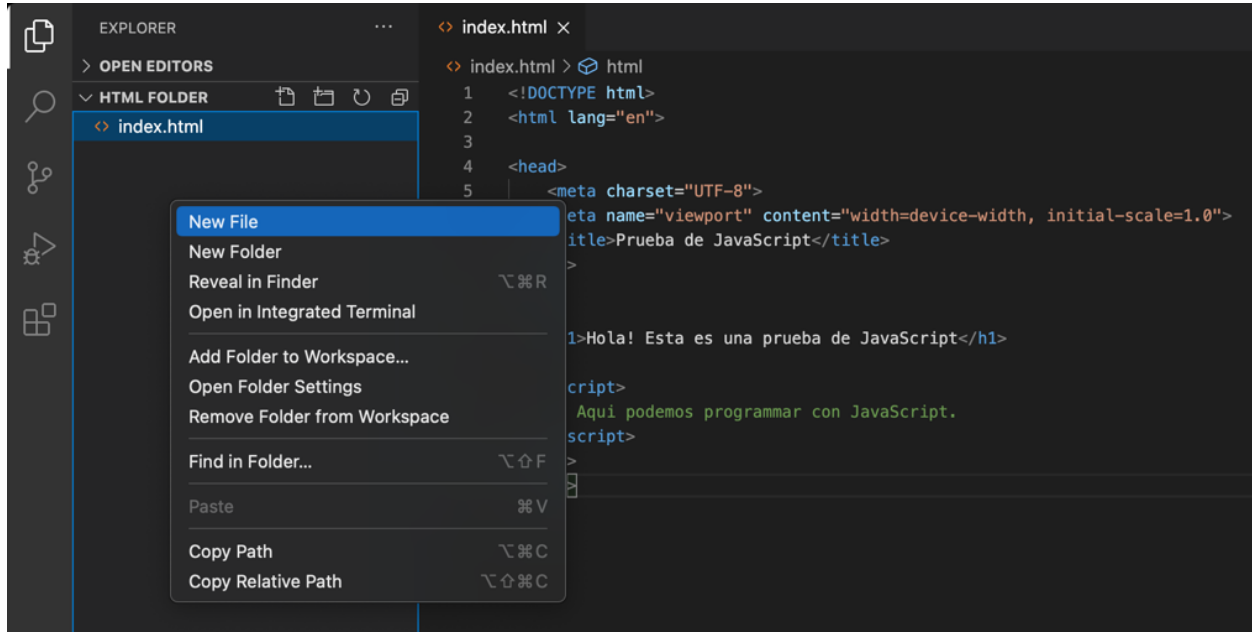 EXPLORER ...
OPEN EDITORS
HTML FOLDER
index.html
index.html
index.html > html
1 <!DOCTYPE html>
2 <html lang="en">
3
4 <head>
5 <meta charset="UTF-8">
eta name="viewport" content="width=device-width, initial-scale=1.0">
itle>Prueba de JavaScript</title>
>
1>Hola! Esta es una prueba de JavaScript</h1>
cript>
Aqui podemos programar con JavaScript.
script>
>
>
New File
New Folder
Reveal in Finder ⌥⌘R
Open in Integrated Terminal
Add Folder to Workspace...
Open Folder Settings
Remove Folder from Workspace
Find in Folder... ⌥⇧F
Paste ⌘V
Copy Path ⌥⌘C
Copy Relative Path ⌥⇧⌘C